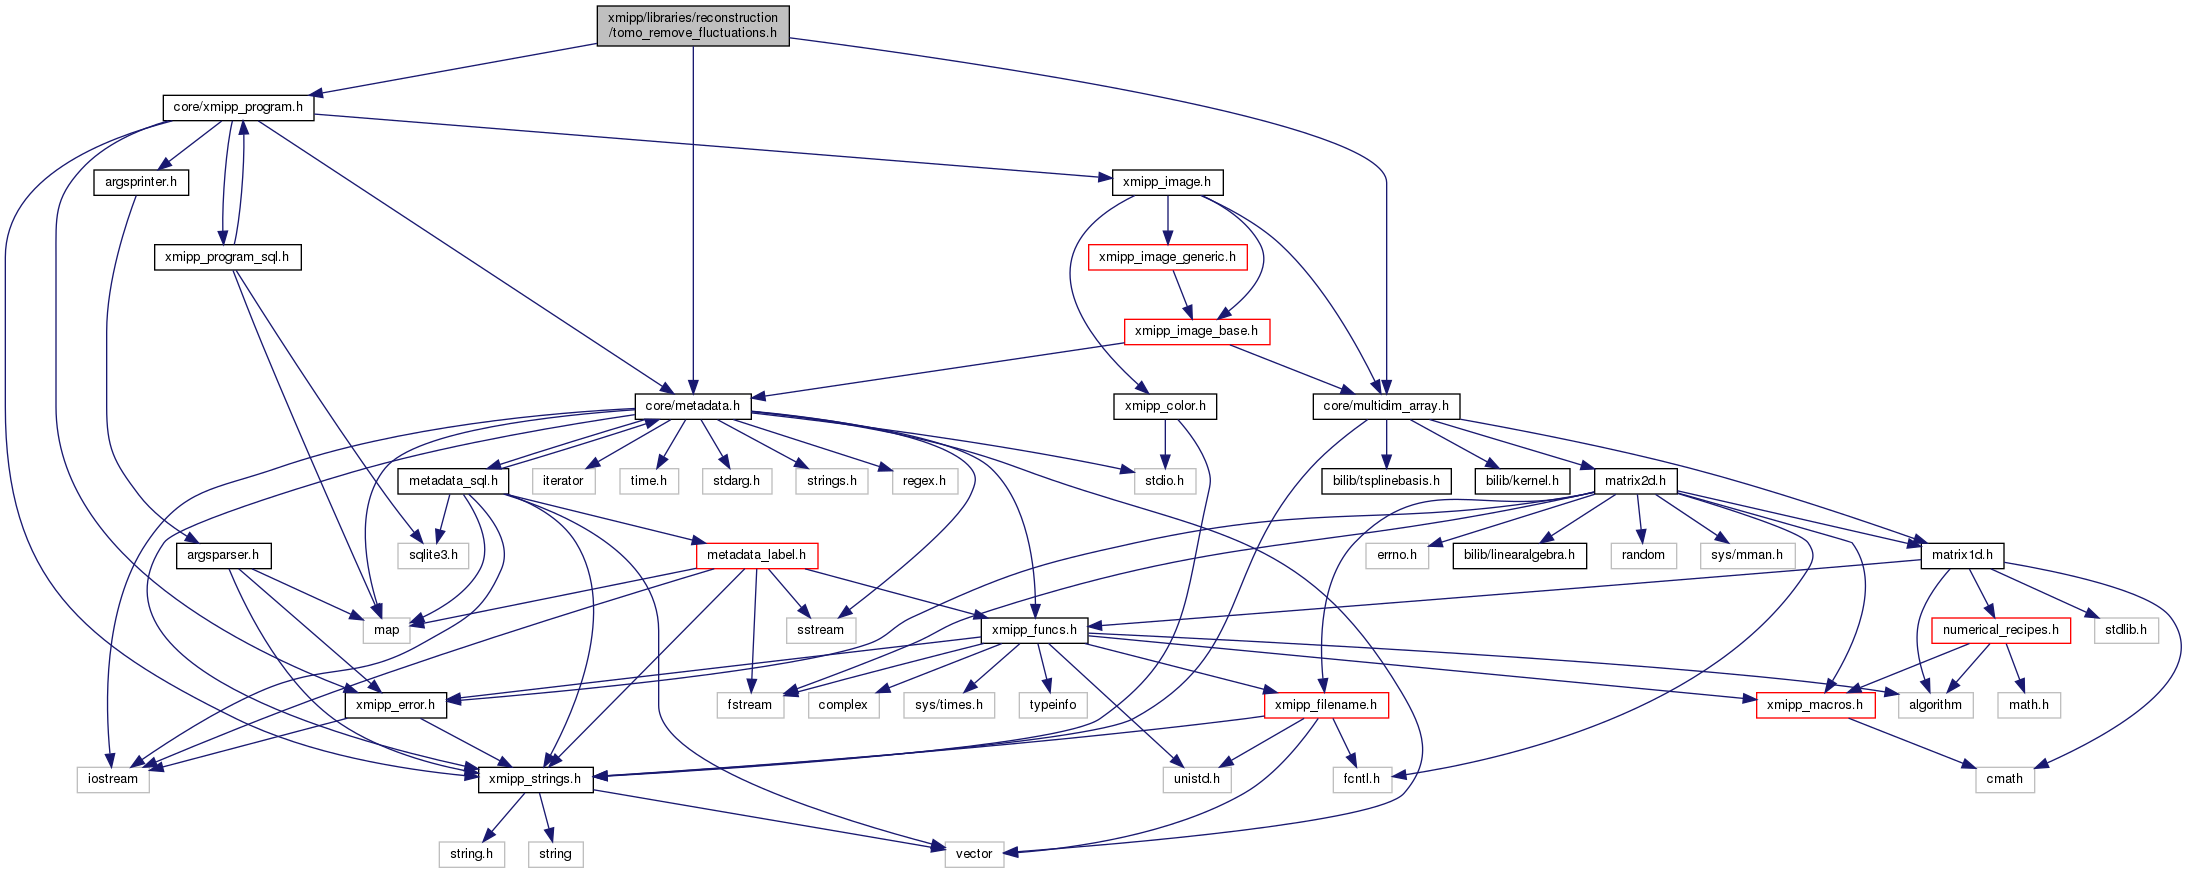 xmipp/libraries/reconstruction
/tomo_remove_fluctuations.h
core/xmipp_program.h
argsprinter.h
xmipp_image.h
xmipp_program_sql.h
xmipp_image_generic.h
xmipp_image_base.h
core/metadata.h
xmipp_color.h
core/multidim_array.h
metadata_sql.h
iterator
time.h
stdarg.h
strings.h
regex.h
stdio.h
bilib/tsplinebasis.h
bilib/kernel.h
matrix2d.h
argsparser.h
sqlite3.h
metadata_label.h
errno.h
bilib/linearalgebra.h
random
sys/mman.h
matrix1d.h
map
sstream
xmipp_funcs.h
numerical_recipes.h
stdlib.h
xmipp_error.h
fstream
complex
sys/times.h
typeinfo
xmipp_filename.h
xmipp_macros.h
algorithm
math.h
iostream
xmipp_strings.h
unistd.h
fcntl.h
cmath
string.h
string
vector